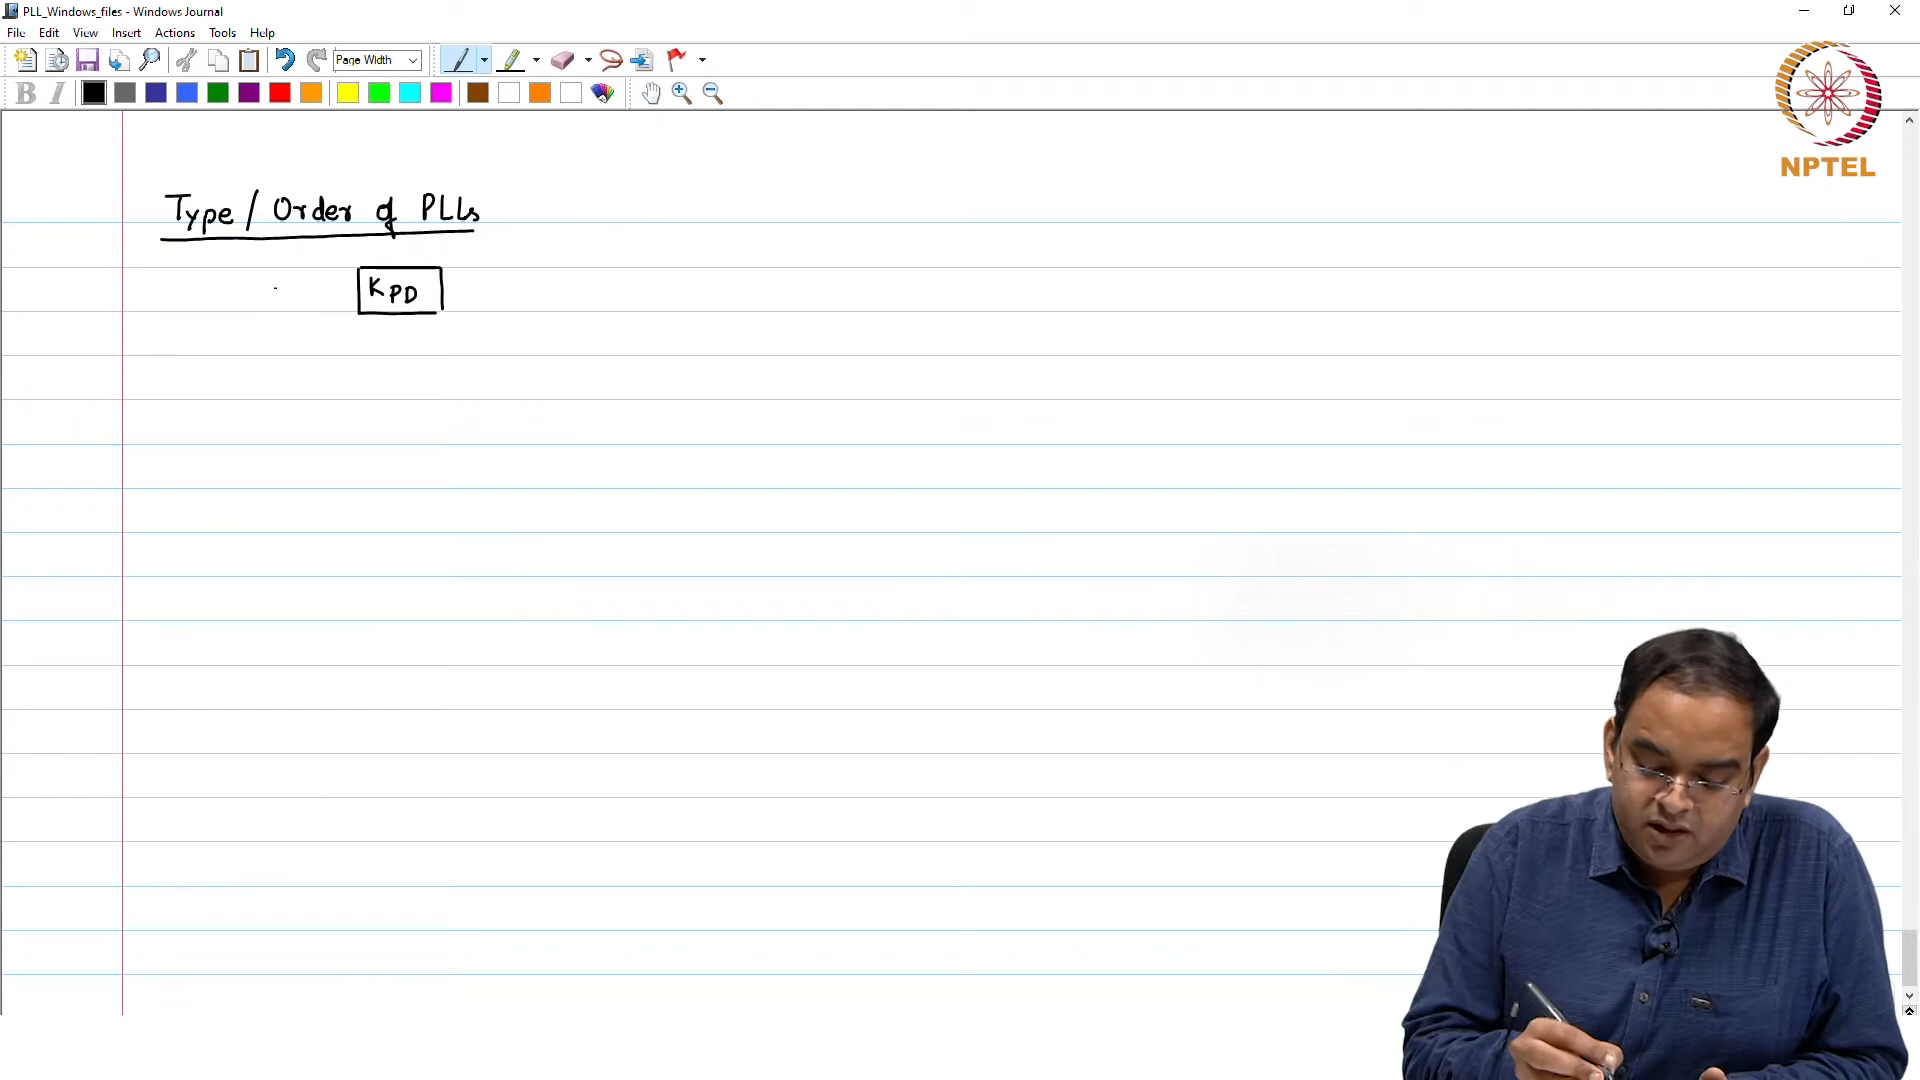 PLL_Windows_files - Windows Journal
File Edit View Insert Actions Tools Help
Page Width
B I
NPTEL
Type / Order of PLLs
KPD